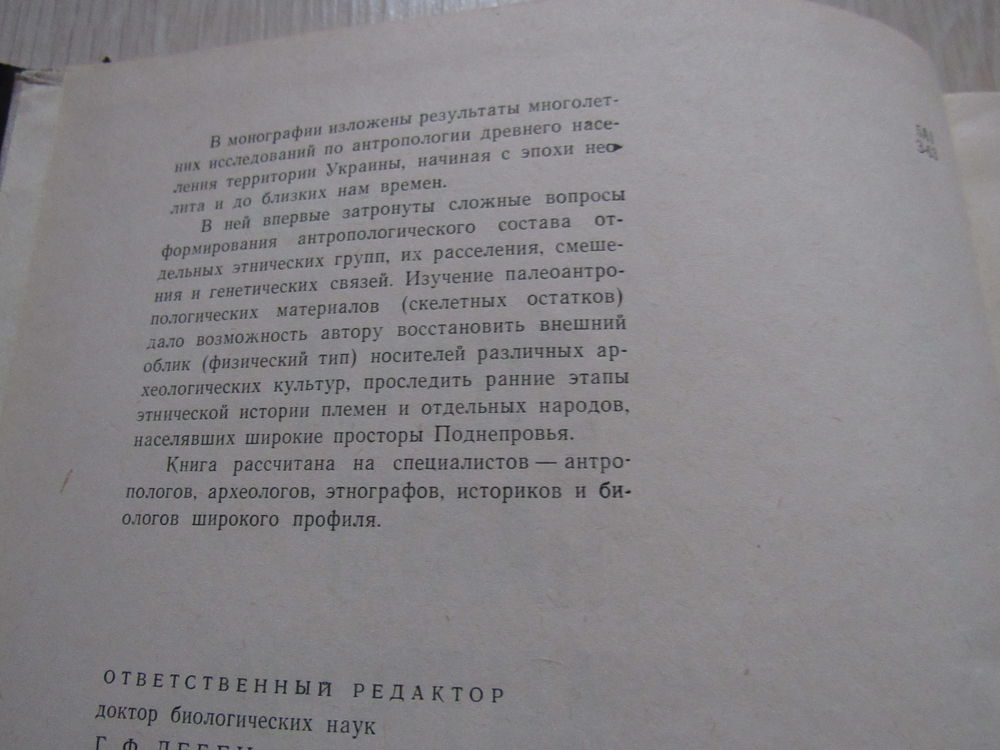 В монографии изложены результаты многолет-
них исследований по антропологии древнего насе-
ления территории Украины, начиная с эпохи нео-
лита и до близких нам времен.
В ней впервые затронуты сложные вопросы
формирования антропологического состава от-
дельных этнических групп, их расселения, смеше-
ния и генетических связей. Изучение палеоантро-
пологических материалов (скелетных остатков)
дало возможность автору восстановить внешний
облик (физический тип) носителей различных ар-
хеологических культур, проследить ранние этапы
этнической истории племен и отдельных народов,
населявших широкие просторы Поднепровья.
Книга рассчитана на специалистов — антро-
пологов, археологов, этнографов, историков и би-
ологов широкого профиля.
ОТВЕТСТВЕННЫЙ РЕДАКТОР
доктор биологических наук
Г. Ф.